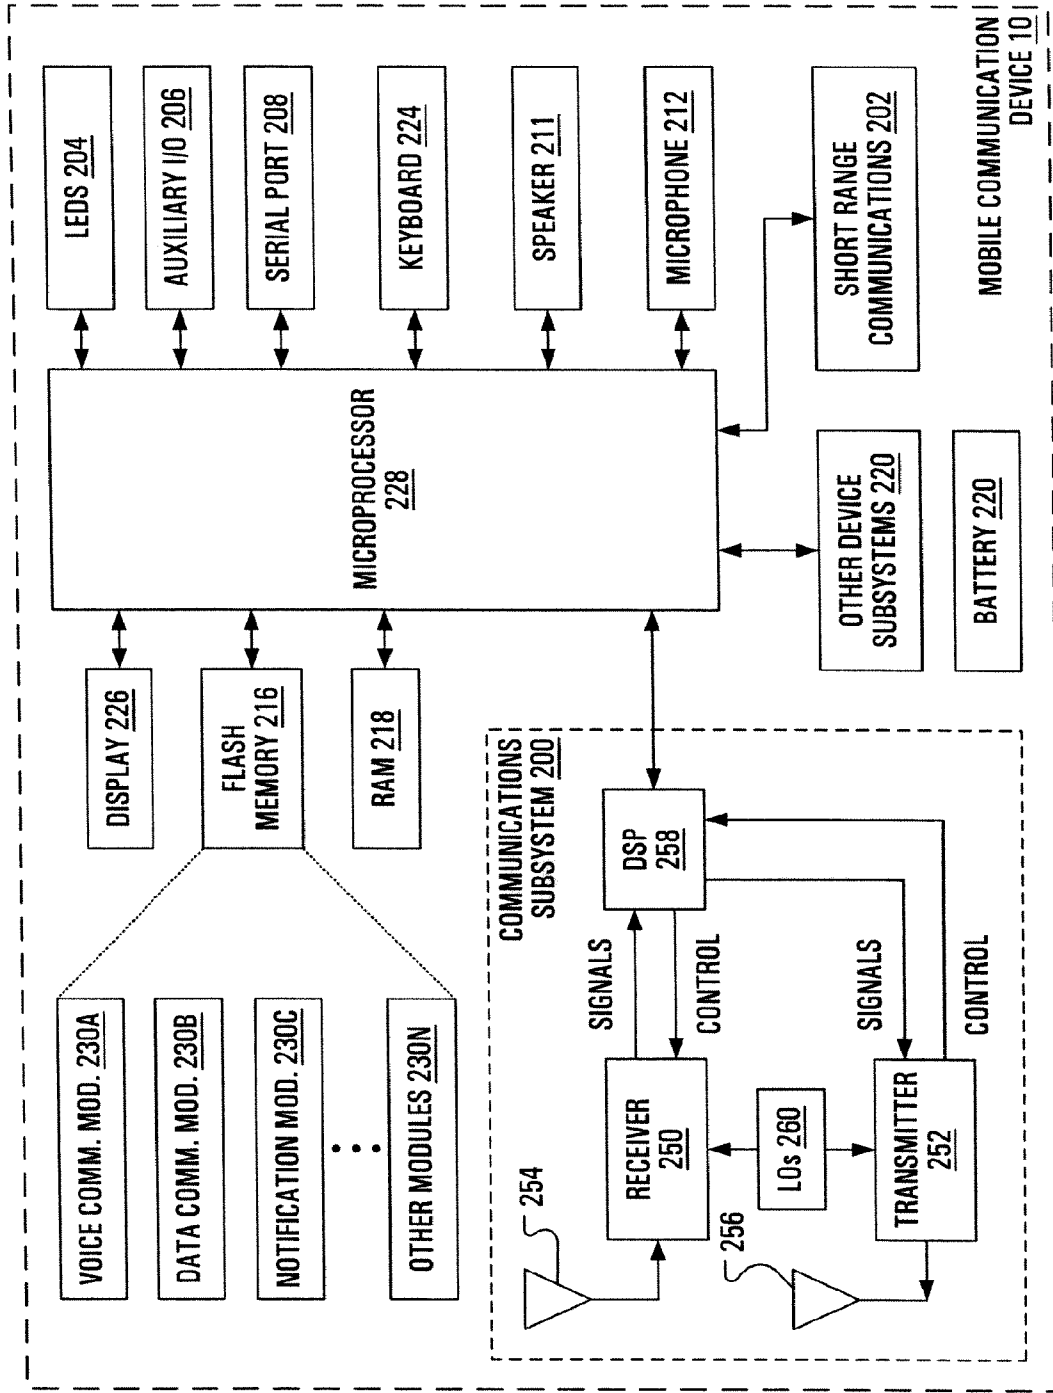 VOICE COMM. MOD. 230A
DATA COMM. MOD. 230B
NOTIFICATION MOD. 230C
OTHER MODULES 230N
DISPLAY 226
FLASH
MEMORY 216
RAM 218
MICROPROCESSOR
228
LEDS 204
AUXILIARY I/O 206
SERIAL PORT 208
KEYBOARD 224
SPEAKER 211
MICROPHONE 212
SHORT RANGE
COMMUNICATIONS 202
OTHER DEVICE
SUBSYSTEMS 220
BATTERY 220
COMMUNICATIONS
SUBSYSTEM 200
254
RECEIVER
250
SIGNALS
CONTROL
DSP
258
LOs 260
256
TRANSMITTER
252
SIGNALS
CONTROL
MOBILE COMMUNICATION
DEVICE 10